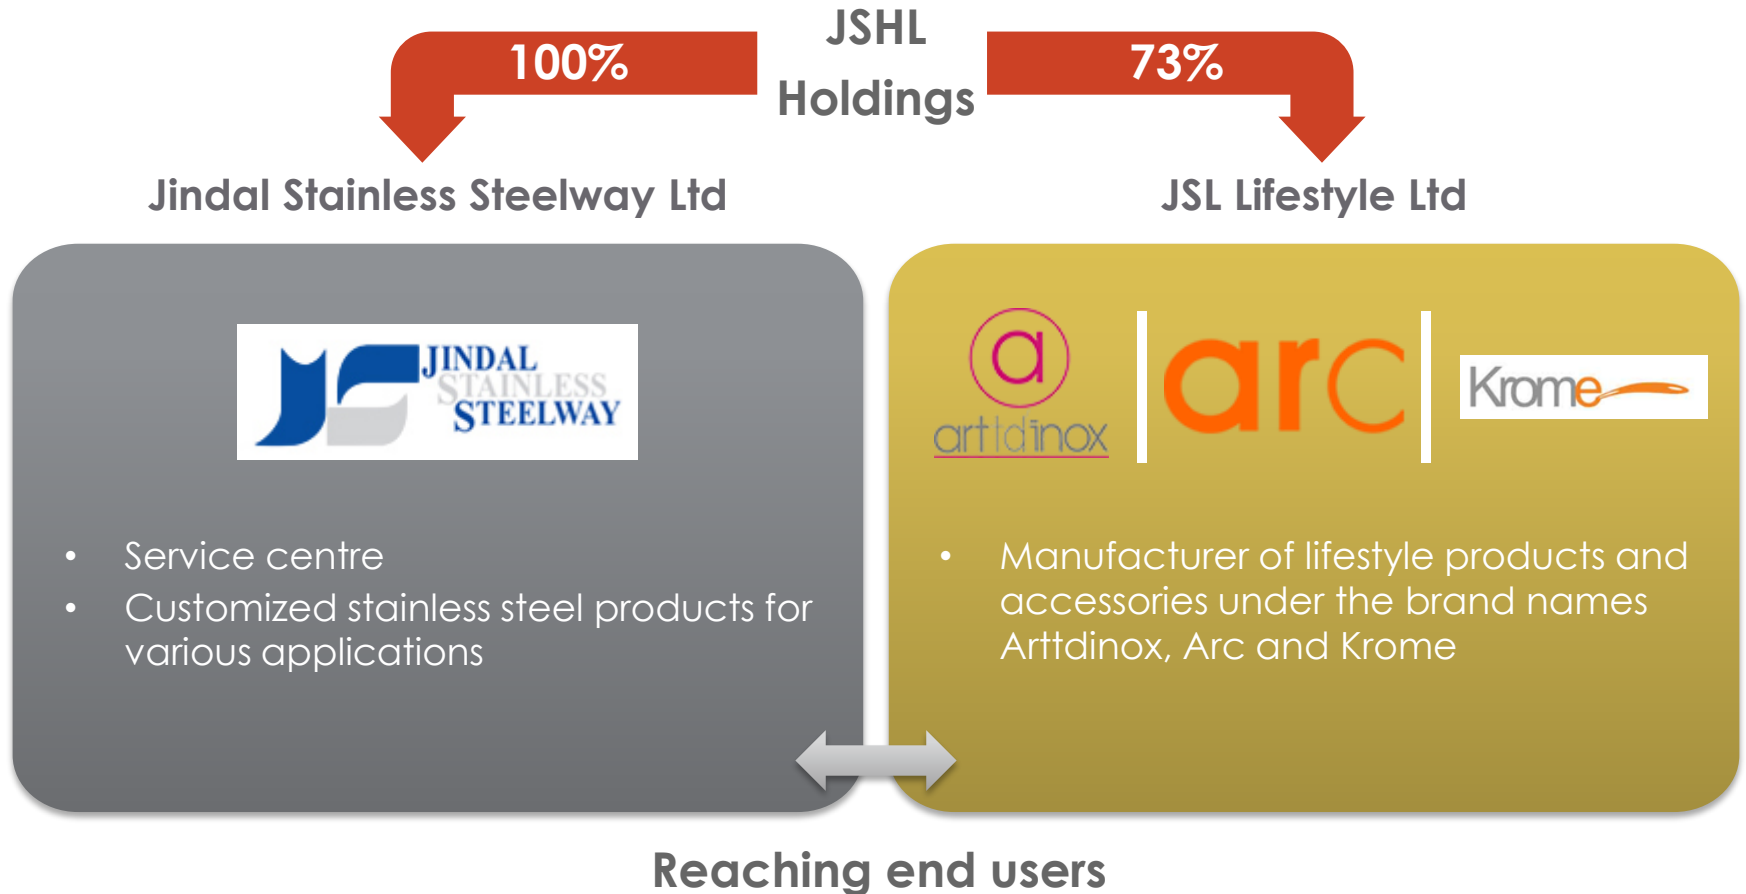 JSHL
Holdings
100%
73%
Jindal Stainless Steelway Ltd
JSL Lifestyle Ltd
JINDAL
STAINLESS
STEELWAY
a
arttdinox
arc
Krome
• Service centre
• Customized stainless steel products for
various applications
• Manufacturer of lifestyle products and
accessories under the brand names
Arttdinox, Arc and Krome
Reaching end users